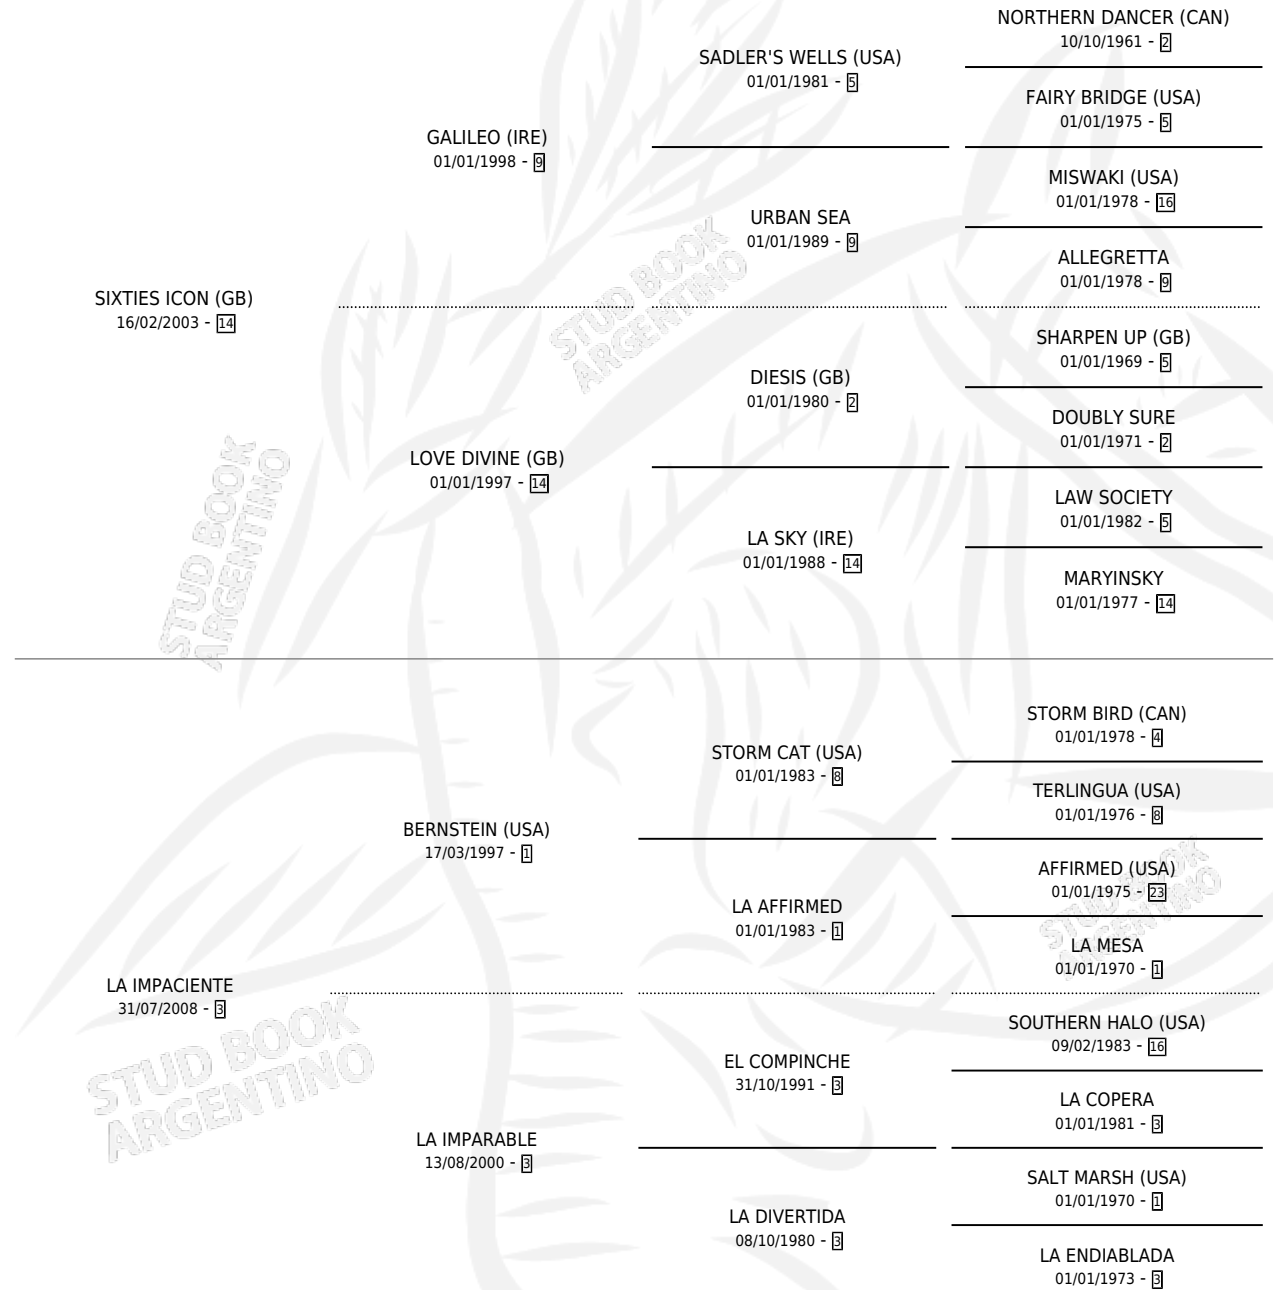 NORTHERN DANCER (CAN)
10/10/1961 - 2
SADLER'S WELLS (USA)
01/01/1981 - 5
FAIRY BRIDGE (USA)
01/01/1975 - 5
GALILEO (IRE)
01/01/1998 - 9
MISWAKI (USA)
01/01/1978 - 16
URBAN SEA
01/01/1989 - 9
ALLEGRETTA
01/01/1978 - 9
SIXTIES ICON (GB)
16/02/2003 - 14
STUD BOOK
ARGENTINO
SHARPEN UP (GB)
01/01/1969 - 5
DIESIS (GB)
01/01/1980 - 2
DOUBLY SURE
01/01/1971 - 2
LOVE DIVINE (GB)
01/01/1997 - 14
LAW SOCIETY
01/01/1982 - 5
LA SKY (IRE)
01/01/1988 - 14
MARYINSKY
01/01/1977 - 14
STUD BOOK
ARGENTINO
STORM BIRD (CAN)
01/01/1978 - 4
STORM CAT (USA)
01/01/1983 - 8
TERLINGUA (USA)
01/01/1976 - 8
BERNSTEIN (USA)
17/03/1997 - 1
AFFIRMED (USA)
01/01/1975 - 23
LA AFFIRMED
01/01/1983 - 1
STUD BOOK
ARGENTINO
LA MESA
01/01/1970 - 1
LA IMPACIENTE
31/07/2008 - 3
STUD BOOK
ARGENTINO
SOUTHERN HALO (USA)
09/02/1983 - 16
EL COMPINCHE
31/10/1991 - 3
LA COPERA
01/01/1981 - 3
LA IMPARABLE
13/08/2000 - 3
SALT MARSH (USA)
01/01/1970 - 1
LA DIVERTIDA
08/10/1980 - 3
LA ENDIABLADA
01/01/1973 - 3